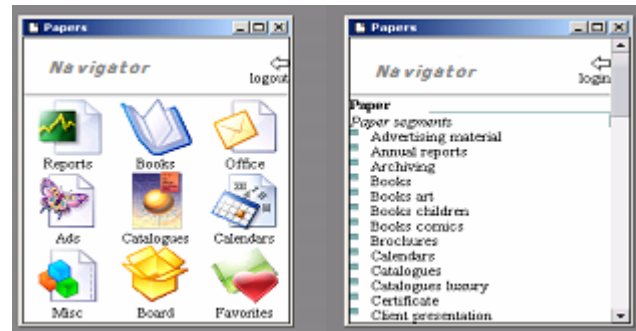 Papers
Navigator
logout
Reports Books Office
Ads Catalogues Calendars
Misc Board Favorites
Papers
Navigator
login
Paper
Paper segments
Advertising material
Annual reports
Archiving
Books
Books art
Books children
Books comics
Brochures
Calendars
Catalogues
Catalogues luxury
Certificate
Client presentation